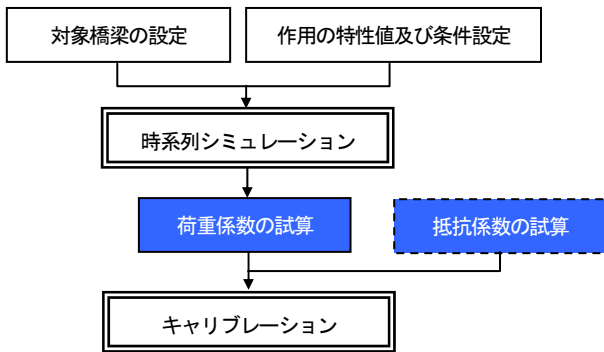 対象橋梁の設定
作用の特性値及び条件設定
時系列シミュレーション
荷重係数の試算
抵抗係数の試算
キャリブレーション